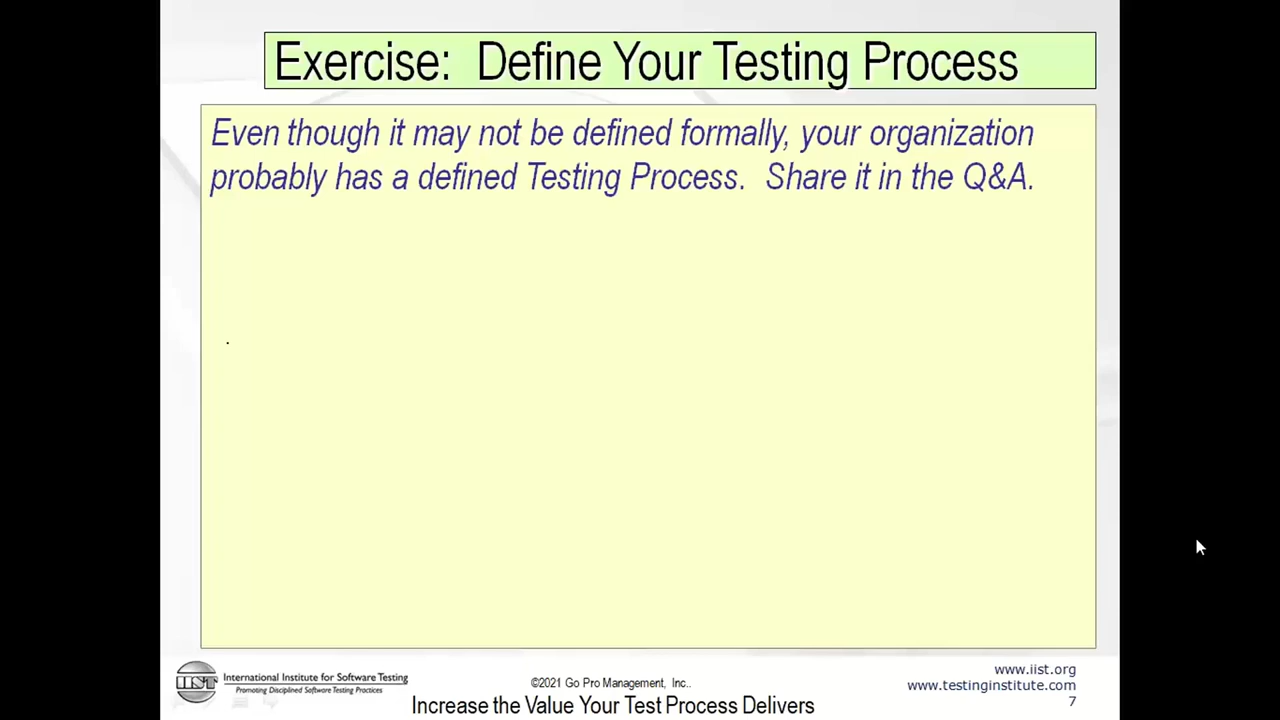 Exercise: Define Your Testing Process
Even though it may not be defined formally, your organization
probably has a defined Testing Process. Share it in the Q&A.
.
IIST
International Institute for Software Testing
Promoting Disciplined Software Testing Practices
©2021 Go Pro Management, Inc..
Increase the Value Your Test Process Delivers
www.iist.org
www.testinginstitute.com
7